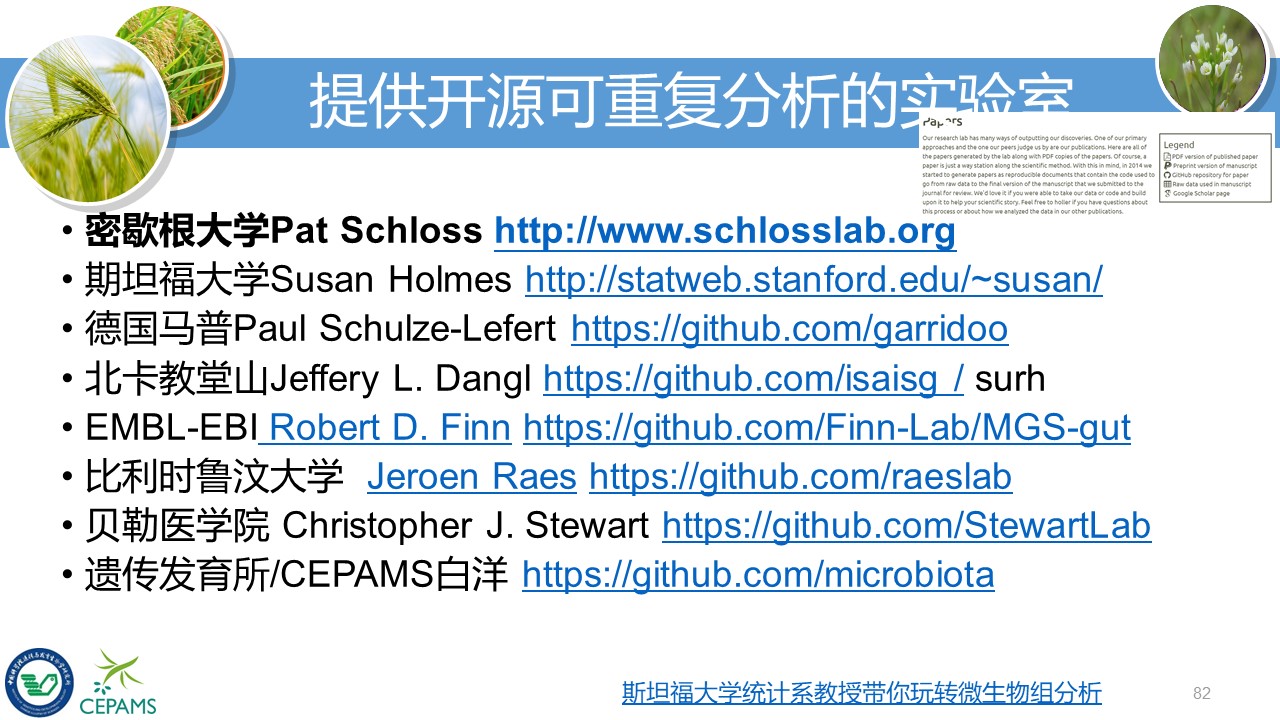 提供开源可重复分析的实验室
Papers
Our research lab has many ways of outputting our discoveries. One of our primary
approaches and the one our peers judge us by are our publications. Here are all of
the papers generated by the lab along with PDF copies of the papers. Of course, a
paper is just a way station along the scientific method. With this in mind, in 2014 we
started to generate papers as reproducible documents that contain the code used to
go from raw data to the final version of the manuscript that we submitted to the
journal for review. We'd love it if you were able to take our data or code and build
upon it to help your scientific story. Feel free to holler if you have questions about
this process or about how we analyzed the data in our other publications.
Legend
PDF version of published paper
Preprint version of manuscript
GitHub repository for paper
Raw data used in manuscript
Google Scholar page
• 密歇根大学Pat Schloss http://www.schlosslab.org
• 斯坦福大学Susan Holmes http://statweb.stanford.edu/~susan/
• 德国马普Paul Schulze-Lefert https://github.com/garridoo
• 北卡教堂山Jeffery L. Dangl https://github.com/isaisg / surh
• EMBL-EBI Robert D. Finn https://github.com/Finn-Lab/MGS-gut
• 比利时鲁汶大学 Jeroen Raes https://github.com/raeslab
• 贝勒医学院 Christopher J. Stewart https://github.com/StewartLab
• 遗传发育所/CEPAMS白洋 https://github.com/microbiota
CEPAMS
斯坦福大学统计系教授带你玩转微生物组分析
82